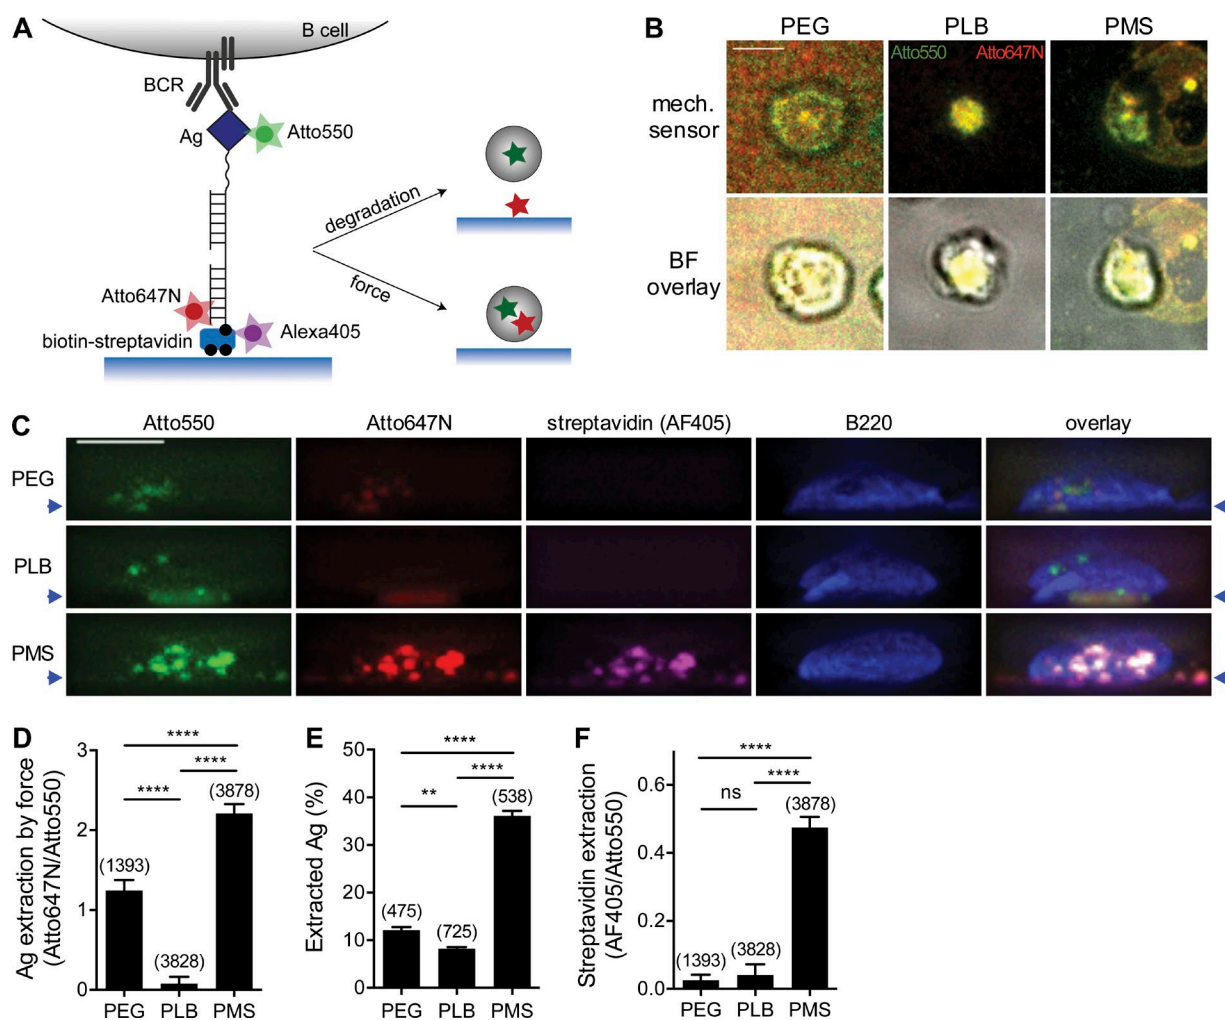 A
B cell
BCR
Ag
Atto550
degradation
force
Atto647N
Alexa405
biotin-streptavidin
B
PEG PLB PMS
Atto550 Atto647N
mech.
sensor
BF
overlay
C
Atto550 Atto647N streptavidin (AF405) B220 overlay
PEG
PLB
PMS
D
Ag extraction by force
(Atto647N/Atto550)
3
2
1
0
****
****
****
(1393)
(3828)
(3878)
PEG PLB PMS
E
Extracted Ag (%)
50
40
30
20
10
0
****
****
**
(475)
(725)
(538)
PEG PLB PMS
F
Streptavidin extraction
(AF405/Atto550)
0.6
0.4
0.2
0.0
****
****
ns
(1393)
(3828)
(3878)
PEG PLB PMS